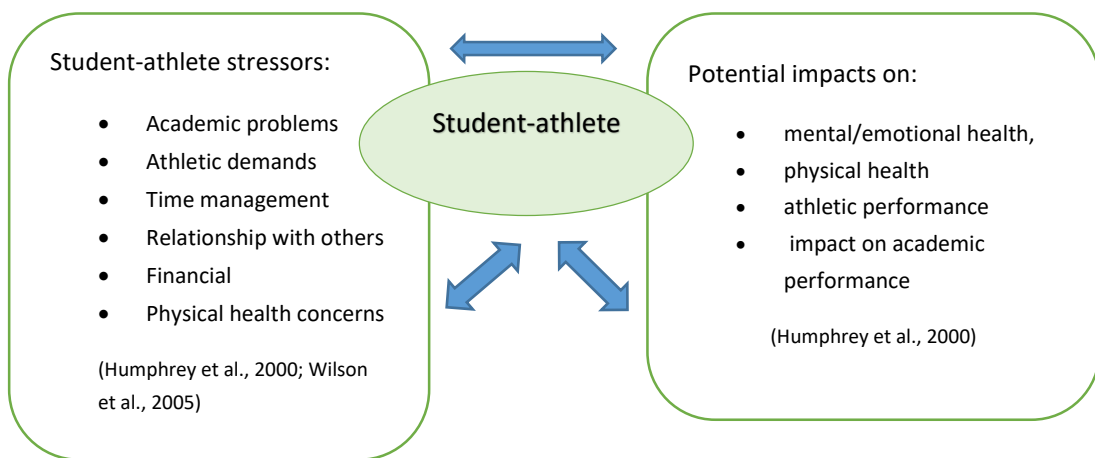 Student-athlete stressors:
• Academic problems
• Athletic demands
• Time management
• Relationship with others
• Financial
• Physical health concerns
(Humphrey et al., 2000; Wilson
et al., 2005)
Student-athlete
Potential impacts on:
• mental/emotional health,
• physical health
• athletic performance
• impact on academic
performance
(Humphrey et al., 2000)